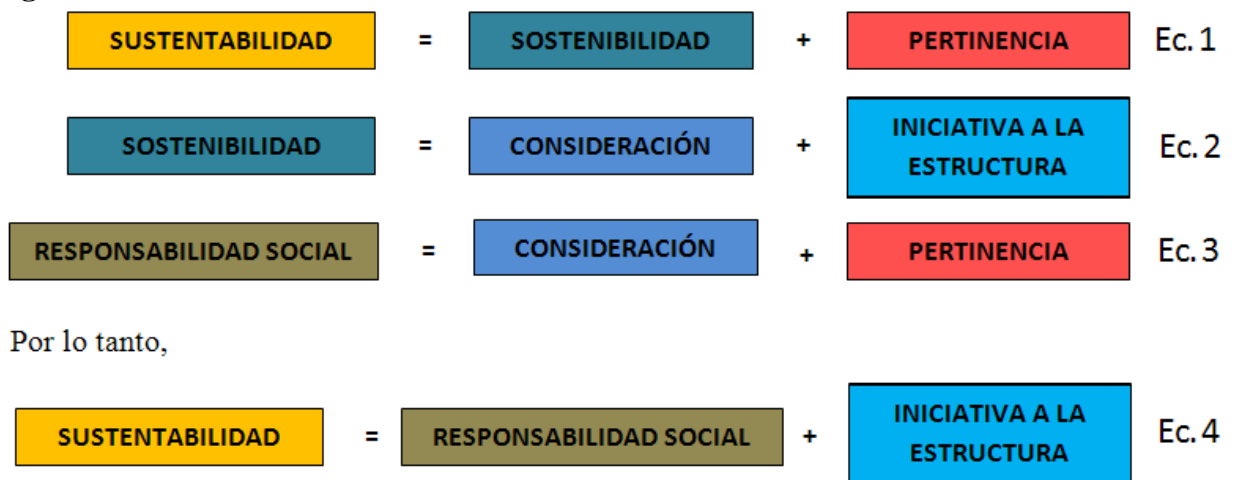 SUSTENTABILIDAD = SOSTENIBILIDAD + PERTINENCIA Ec. 1
SOSTENIBILIDAD = CONSIDERACIÓN + INICIATIVA A LA ESTRUCTURA Ec. 2
RESPONSABILIDAD SOCIAL = CONSIDERACIÓN + PERTINENCIA Ec. 3
Por lo tanto,
SUSTENTABILIDAD = RESPONSABILIDAD SOCIAL + INICIATIVA A LA ESTRUCTURA Ec. 4